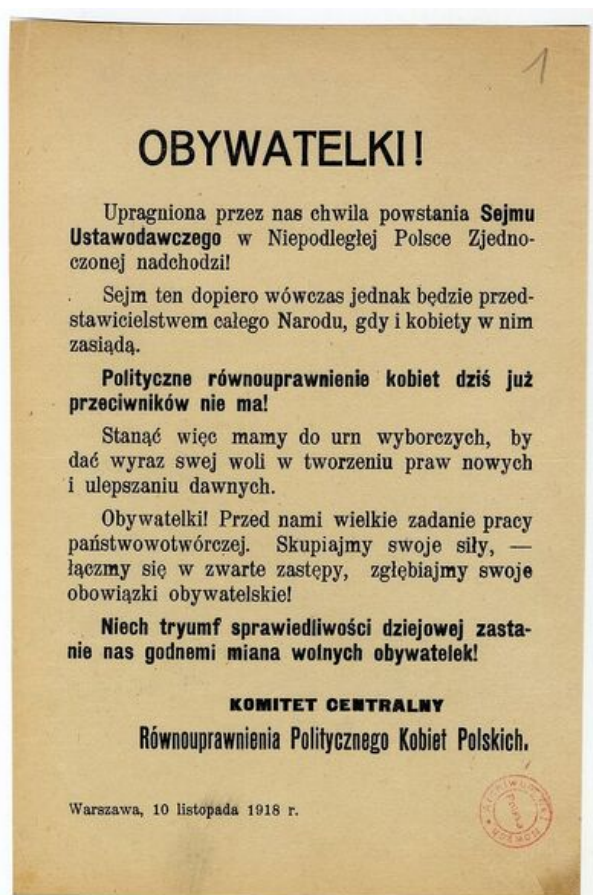 1
OBYWATELKI!
Upragniona przez nas chwila powstania Sejmu
Ustawodawczego w Niepodległej Polsce Zjedno-
czonej nadchodzi!
Sejm ten dopiero wówczas jednak będzie przed-
stawicielstwem całego Narodu, gdy i kobiety w nim
zasiądą.
Polityczne równouprawnienie kobiet dziś już
przeciwników nie ma!
Stanąć więc mamy do urn wyborczych, by
dać wyraz swej woli w tworzeniu praw nowych
i ulepszaniu dawnych.
Obywatelki! Przed nami wielkie zadanie pracy
państwowotwórczej. Skupiajmy swoje siły, —
łączmy się w zwarte zastępy, zgłębiajmy swoje
obowiązki obywatelskie!
Niech tryumf sprawiedliwości dziejowej zasta-
nie nas godnemi miana wolnych obywatelek!
KOMITET CENTRALNY
Równouprawnienia Politycznego Kobiet Polskich.
Warszawa, 10 listopada 1918 r.
Archiwum Akt Nowych